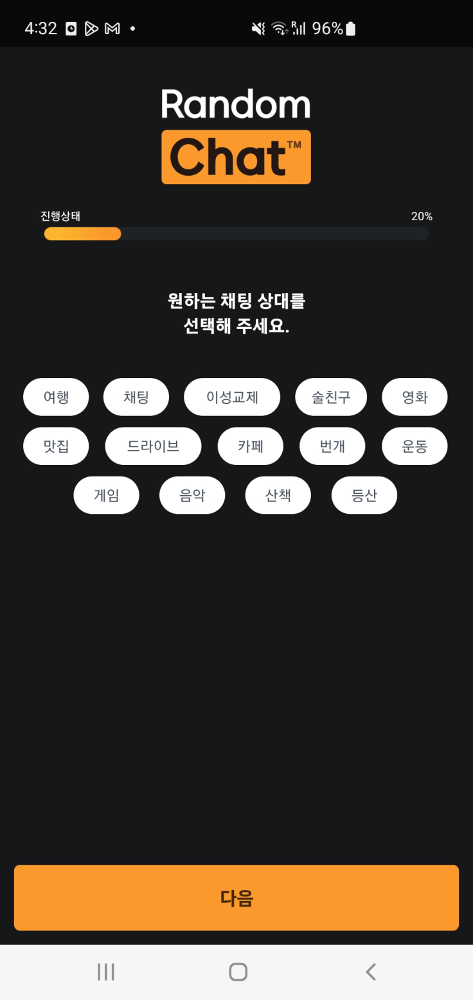 4:32 96%
Random
Chat™
진행상태 20%
원하는 채팅 상대를
선택해 주세요.
여행 채팅 이성교제 술친구 영화
맛집 드라이브 카페 번개 운동
게임 음악 산책 등산
다음